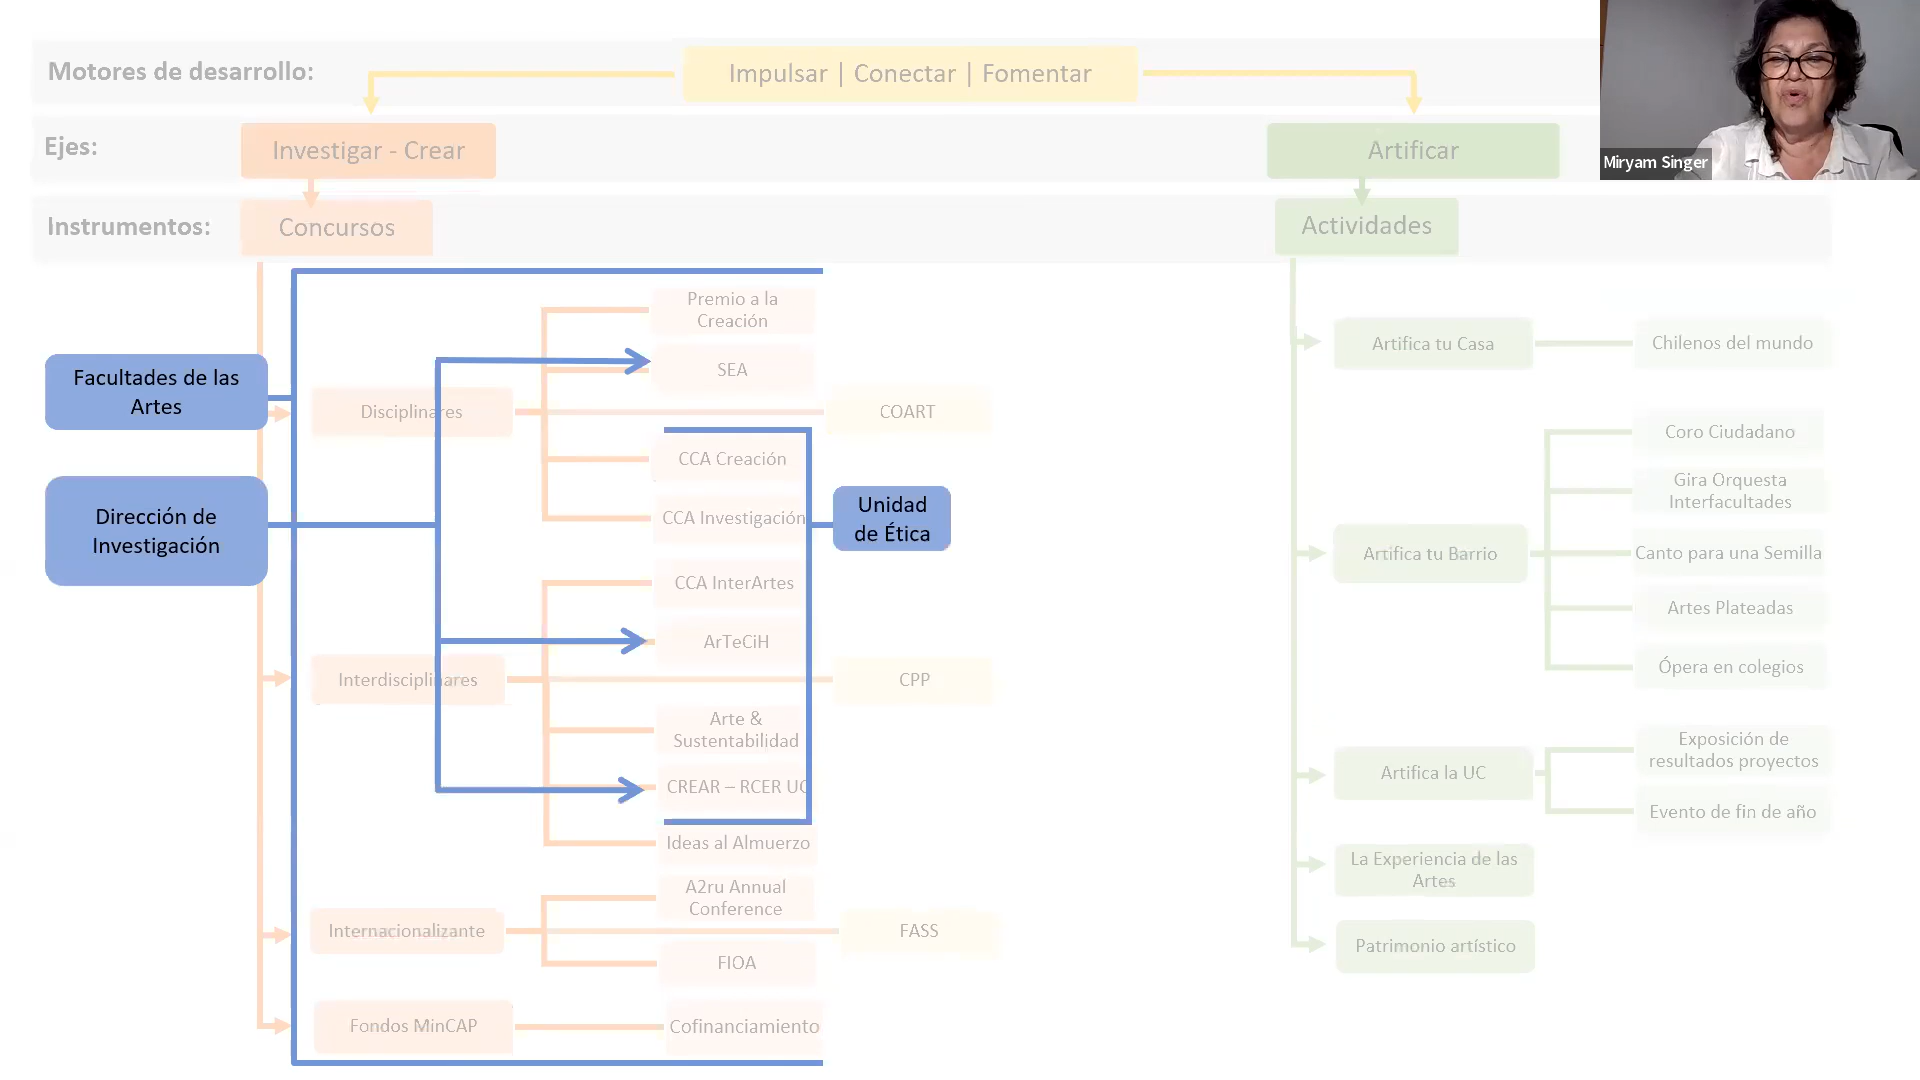 Motores de desarrollo:
Impulsar | Conectar | Fomentar
Miryam Singer
Ejes:
Investigar - Crear
Artificar
Instrumentos:
Concursos
Actividades
Facultades de las
Artes
Dirección de
Investigación
Disciplinares
Premio a la
Creación
SEA
COART
CCA Creación
CCA Investigación
Unidad
de Ética
Interdisciplinares
CCA InterArtes
ArTeCiH
CPP
Arte &
Sustentabilidad
CREAR – RCER UC
Ideas al Almuerzo
Internacionalizante
A2ru Annual
Conference
FASS
FIOA
Fondos MinCAP
Cofinanciamiento
Artifica tu Casa
Chilenos del mundo
Artifica tu Barrio
Coro Ciudadano
Gira Orquesta
Interfacultades
Canto para una Semilla
Artes Plateadas
Ópera en colegios
Artifica la UC
Exposición de
resultados proyectos
Evento de fin de año
La Experiencia de las
Artes
Patrimonio artístico